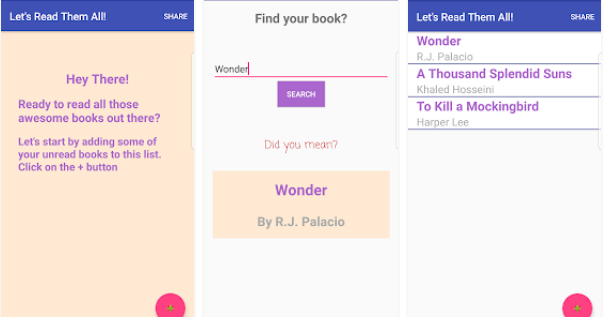 Let's Read Them All!
SHARE
Hey There!
Ready to read all those
awesome books out there?
Let's start by adding some of
your unread books to this list.
Click on the + button
+
Find your book?
Wonder
SEARCH
Did you mean?
Wonder
By R.J. Palacio
Let's Read Them All!
SHARE
Wonder
R.J. Palacio
A Thousand Splendid Suns
Khaled Hosseini
To Kill a Mockingbird
Harper Lee
+